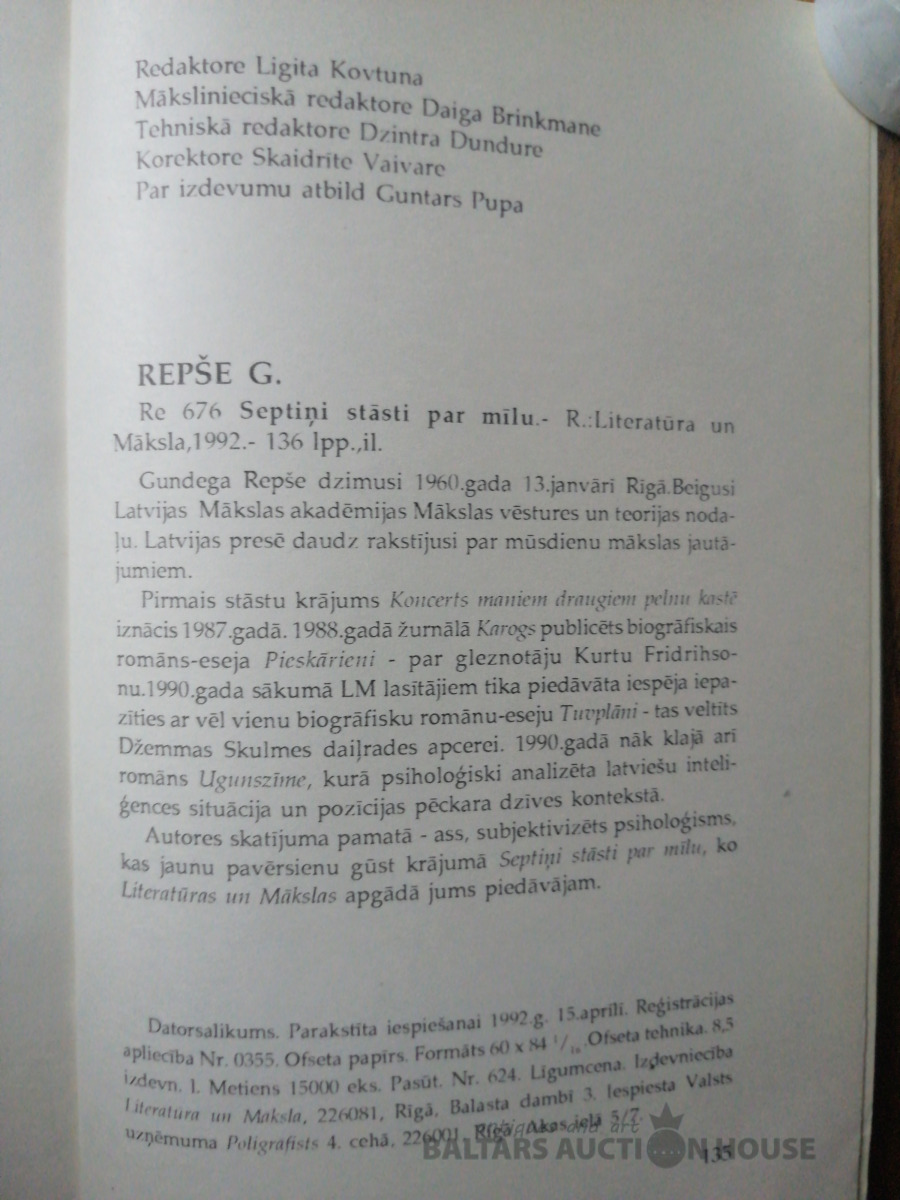 Redaktore Ligita Kovtuna
Mākslinieciskā redaktore Daiga Brinkmane
Tehniskā redaktore Dzintra Dundure
Korektore Skaidrīte Vaivare
Par izdevumu atbild Guntars Pupa
REPŠE G.
Re 676 Septiņi stāsti par mīlu.- R.:Literatūra un
Māksla,1992.- 136 lpp.,il.
Gundega Repše dzimusi 1960.gada 13.janvārī Rīgā.Beigusi
Latvijas Mākslas akadēmijas Mākslas vēstures un teorijas noda-
ļu. Latvijas presē daudz rakstījusi par mūsdienu mākslas jautā-
jumiem.
Pirmais stāstu krājums Koncerts maniem draugiem pelnu kastē
iznācis 1987.gadā. 1988.gadā žurnālā Karogs publicēts biogrāfiskais
romāns-eseja Pieskārieni - par gleznotāju Kurtu Fridrihso-
nu.1990.gada sākumā LM lasītājiem tika piedāvāta iespēja iepa-
zīties ar vēl vienu biogrāfisku romānu-eseju Tuvplāni - tas veltīts
Džemmas Skulmes daiļrades apcerei. 1990.gadā nāk klajā arī
romāns Ugunszīme, kurā psiholoģiski analizēta latviešu inteli-
ģences situācija un pozīcijas pēckara dzīves kontekstā.
Autores skatījuma pamatā - ass, subjektivizēts psiholoģisms,
kas jaunu pavērsienu gūst krājumā Septiņi stāsti par mīlu, ko
Literatūras un Mākslas apgādā jums piedāvājam.
Datorsalikums. Parakstīta iespiešanai 1992.g. 15.aprīlī. Reģistrācijas
apliecība Nr. 0355. Ofseta papīrs. Formāts 60 x 84 1/16. Ofseta tehnika. 8,5
izdevn. l. Metiens 15000 eks. Pasūt. Nr. 624. Līgumcena. Izdevniecība
Literatūra un Māksla, 226081, Rīgā, Balasta dambī 3. Iespiesta Valsts
uzņēmuma Poligrāfists 4. cehā, 226001, Rīgā, Akas ielā 5/7.
antiques and art
BALTARS AUCTION HOUSE
135